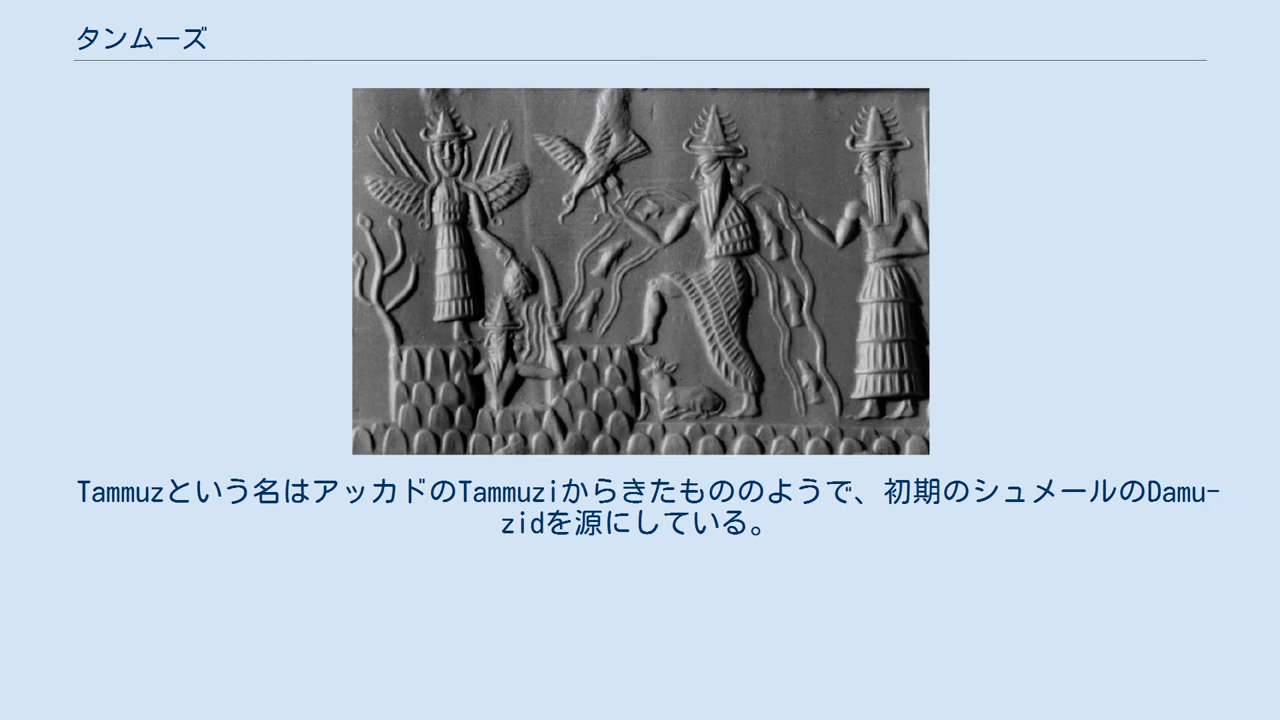 タンムーズ
Tammuzという名はアッカドのTammuziからきたもののようで、初期のシュメールのDamu-
zidを源にしている。